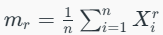 $m_r = \frac{1}{n} \sum_{i=1}^{n} X_i^r$